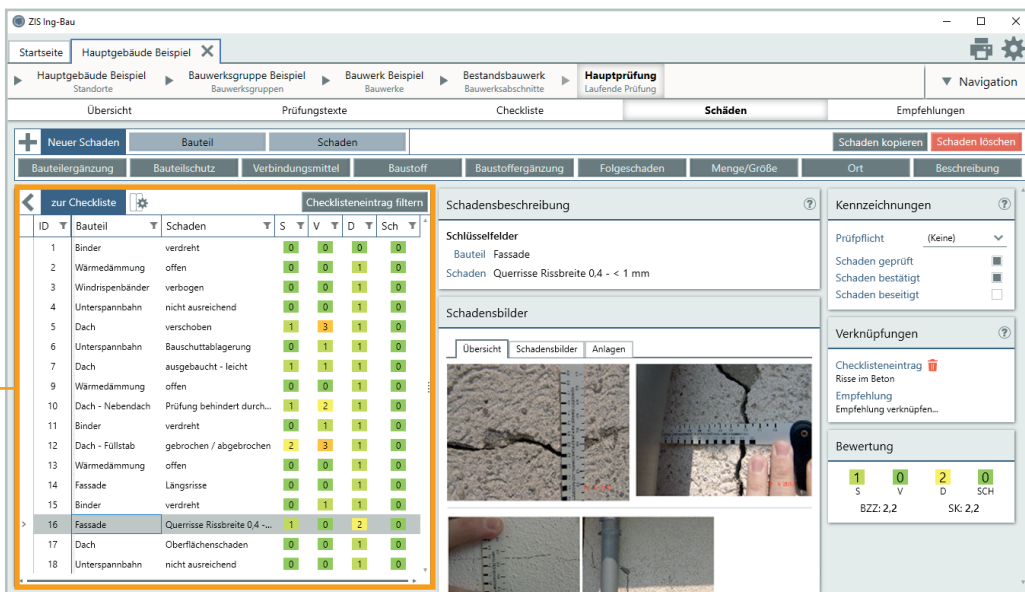 ZIS Ing-Bau
Startseite Hauptgebäude Beispiel
Hauptgebäude Beispiel Bauwerksgruppe Beispiel Bauwerk Beispiel Bestandsbauwerk Hauptprüfung
Standorte Bauwerksgruppen Bauwerke Bauwerksabschnitte Laufende Prüfung
Navigation
Übersicht Prüfungstexte Checkliste Schäden Empfehlungen
Neuer Schaden Bauteil Schaden Schaden kopieren Schaden löschen
Bauteilergänzung Bauteilschutz Verbindungsmittel Baustoff Baustoffergänzung Folgeschaden Menge/Größe Ort Beschreibung
zur Checkliste Checklisteneintrag filtern
ID Bauteil Schaden S V D Sch
1 Binder verdreht 0 0 0 0
2 Wärmedämmung offen 0 0 1 0
3 Windrispenbänder verbogen 0 0 1 0
4 Unterspannbahn nicht ausreichend 0 0 1 0
5 Dach verschoben 1 3 1 0
6 Unterspannbahn Bauschuttablagerung 0 1 1 0
7 Dach ausgebaucht - leicht 1 1 1 0
9 Wärmedämmung offen 0 0 1 0
10 Dach - Nebendach Prüfung behindert durch... 1 2 1 0
11 Binder verdreht 0 1 1 0
12 Dach - Füllstab gebrochen / abgebrochen 2 3 1 0
13 Wärmedämmung offen 0 0 1 0
14 Fassade Längsrisse 0 0 1 0
15 Binder verdreht 0 1 1 0
16 Fassade Querrisse Rissbreite 0,4 -... 1 0 2 0
17 Dach Oberflächenschaden 0 0 1 0
18 Unterspannbahn nicht ausreichend 0 0 1 0
Schadensbeschreibung ?
Schlüsselfelder
Bauteil Fassade
Schaden Querrisse Rissbreite 0,4 - < 1 mm
Schadensbilder
Übersicht Schadensbilder Anlagen
Kennzeichnungen ?
Prüfpflicht (Keine)
Schaden geprüft
Schaden bestätigt
Schaden beseitigt
Verknüpfungen ?
Checklisteneintrag
Risse im Beton
Empfehlung
Empfehlung verknüpfen...
Bewertung
1 0 2 0
S V D SCH
BZZ: 2,2 SK: 2,2